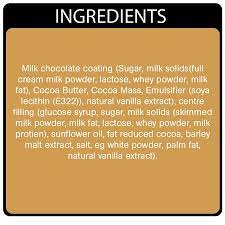 INGREDIENTS
Milk chocolate coating (Sugar, milk solids(full
cream milk powder, lactose, whey powder, milk
fat), Cocoa Butter, Cocoa Mass, Emulsifier (soya
lecithin (E322)), natural vanilla extract), centre
filling (glucose syrup, sugar, milk solids (skimmed
milk powder, milk fat, lactose, whey powder, milk
protien), sunflower oil, fat reduced cocoa, barley
malt extract, salt, eg white powder, palm fat,
natural vanilla extract).